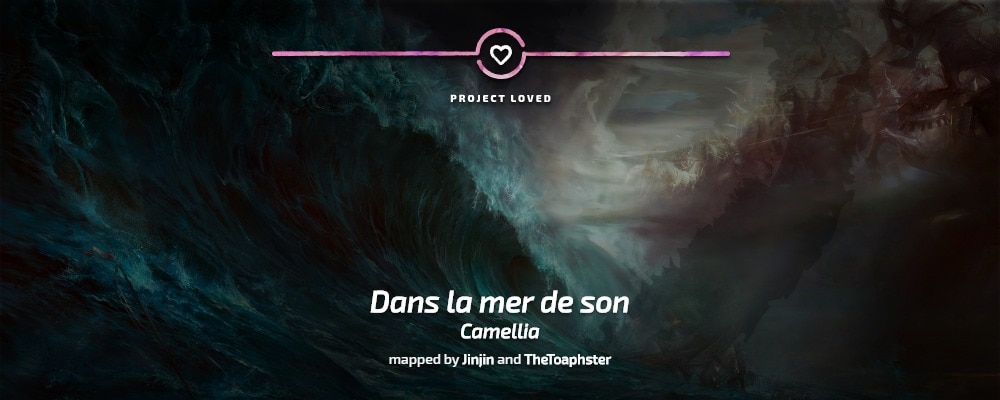 PROJECT LOVED
Dans la mer de son
Camellia
mapped by Jinjin and TheToaphster